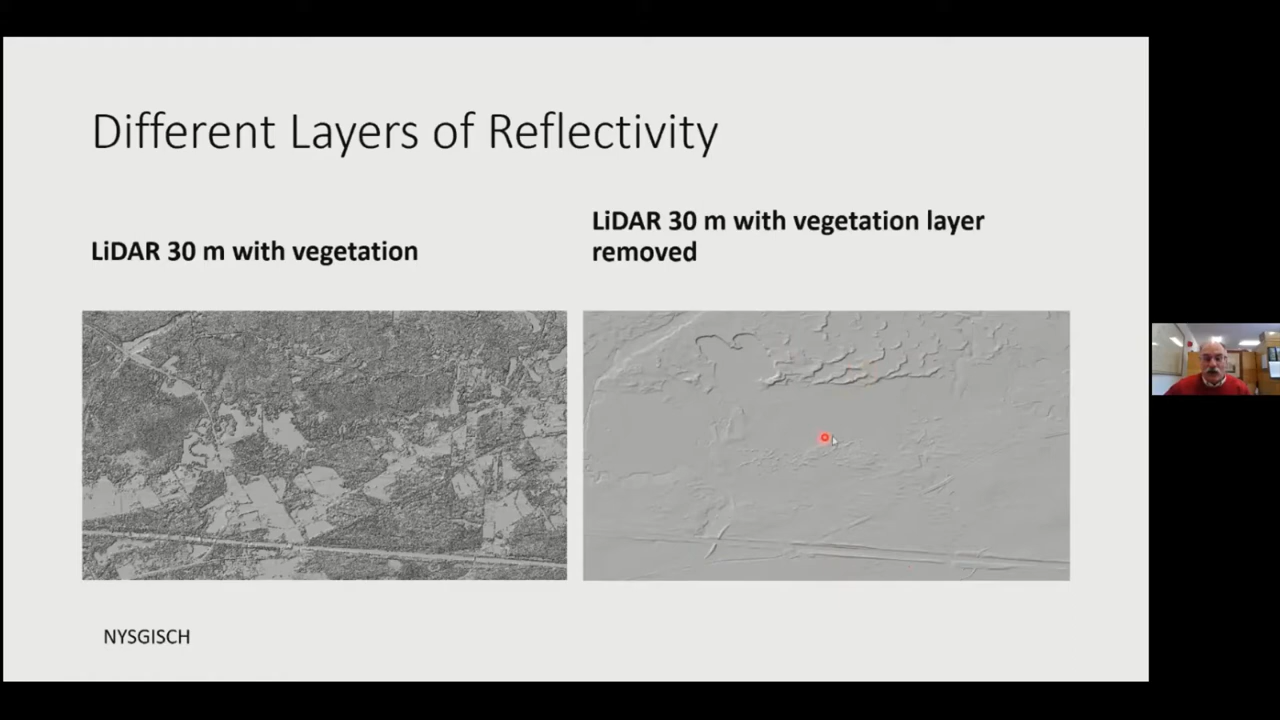 Different Layers of Reflectivity
LiDAR 30 m with vegetation
LiDAR 30 m with vegetation layer
removed
NYSGISCH